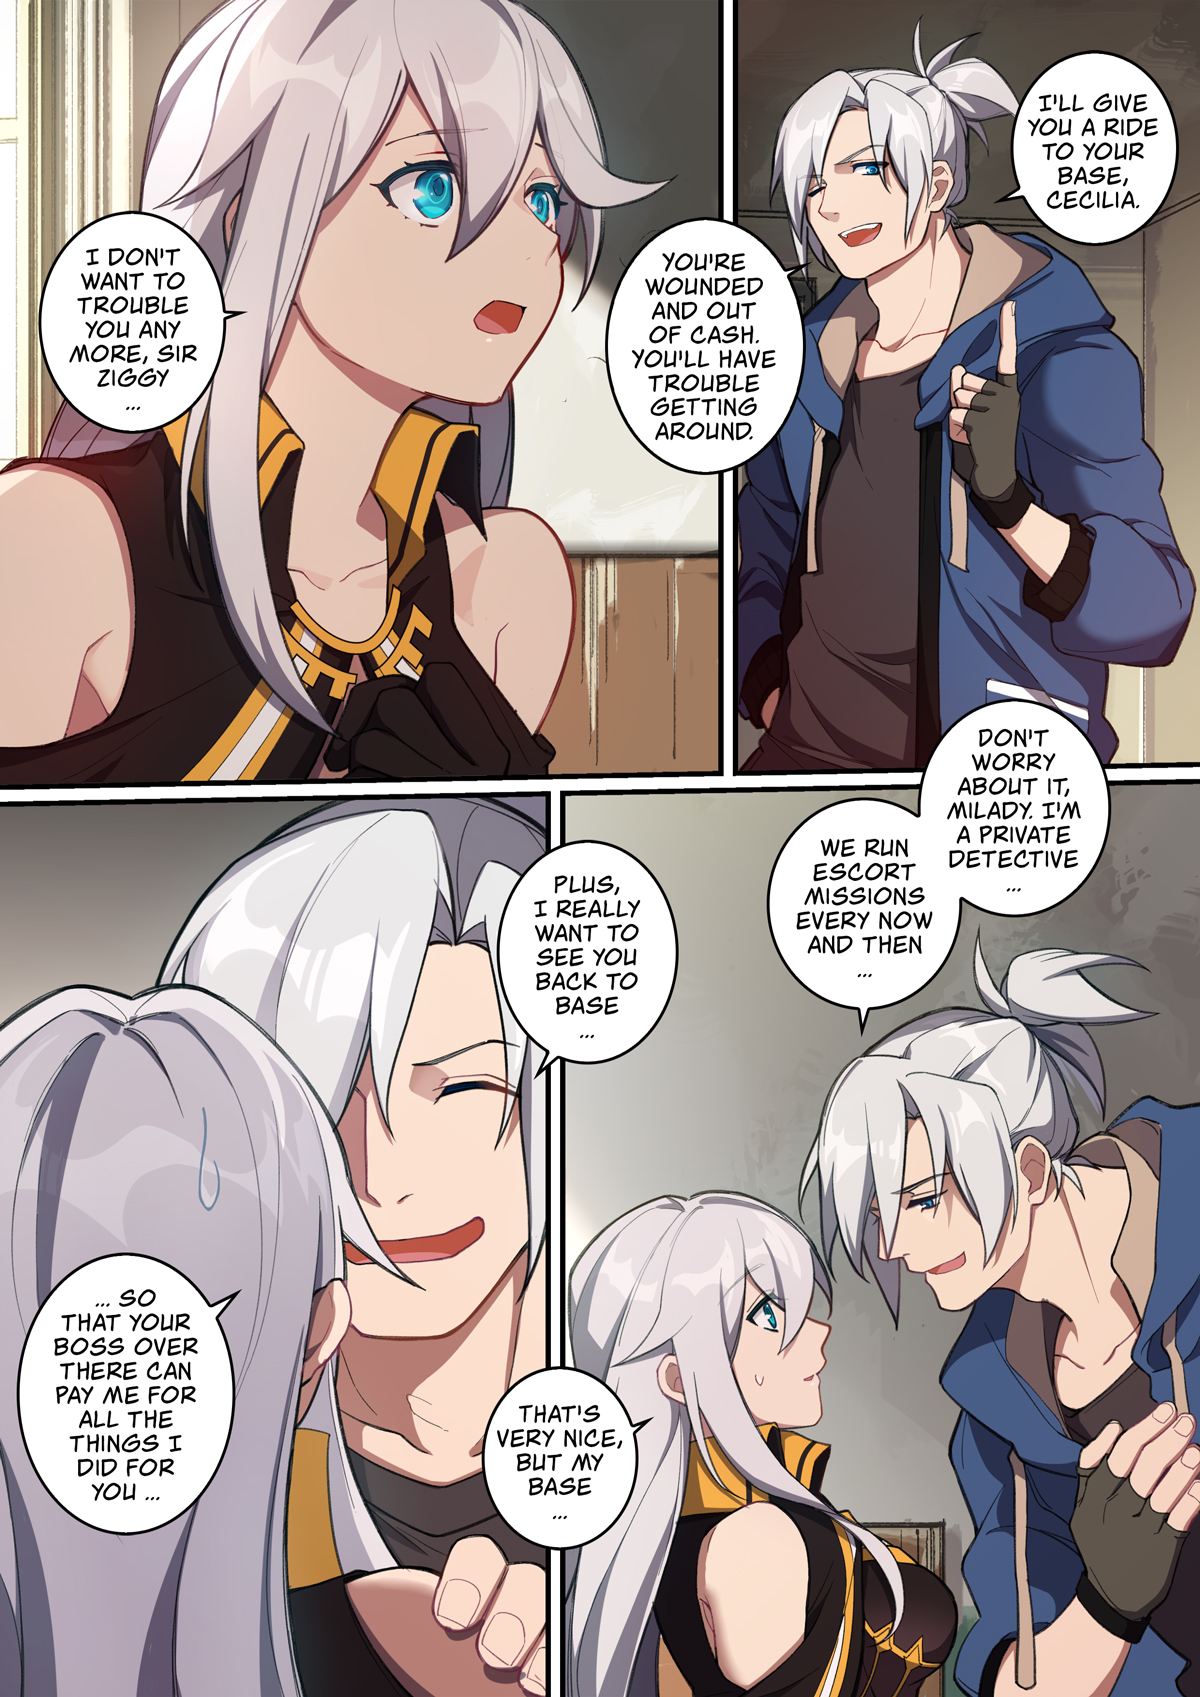 I'LL GIVE
YOU A RIDE
TO YOUR
BASE,
CECILIA.
YOU'RE
WOUNDED
AND OUT
OF CASH.
YOU'LL HAVE
TROUBLE
GETTING
AROUND.
I DON'T
WANT TO
TROUBLE
YOU ANY
MORE, SIR
ZIGGY
...
DON'T
WORRY
ABOUT IT,
MILADY. I'M
A PRIVATE
DETECTIVE
...
WE RUN
ESCORT
MISSIONS
EVERY NOW
AND THEN
...
THAT'S
VERY NICE,
BUT MY
BASE
...
PLUS,
I REALLY
WANT TO
SEE YOU
BACK TO
BASE
...
... SO
THAT YOUR
BOSS OVER
THERE CAN
PAY ME FOR
ALL THE
THINGS I
DID FOR
YOU ...